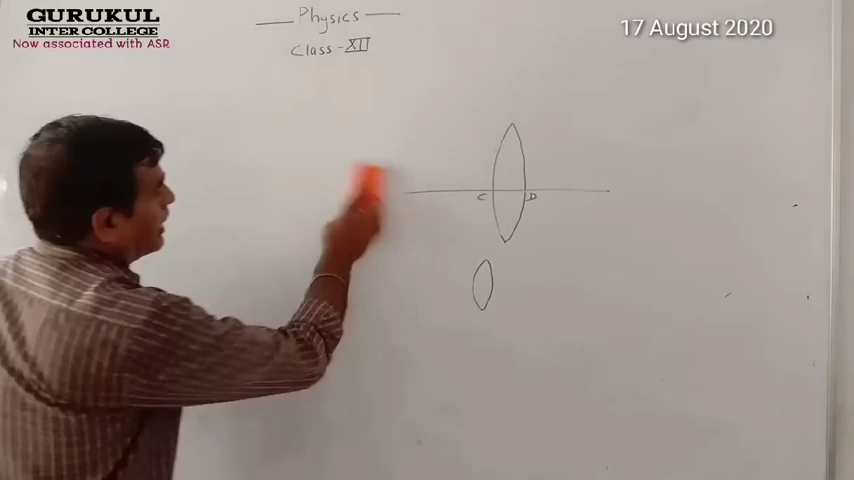 GURUKUL
INTER COLLEGE
Now associated with ASR
17 August 2020
Physics
Class - XII
C D